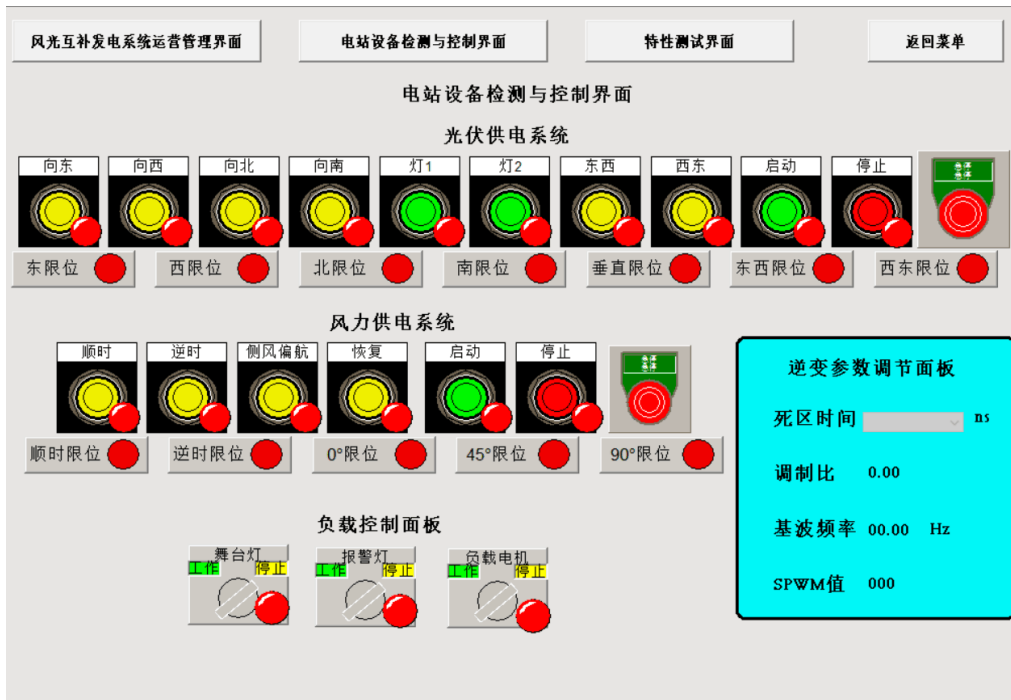 风光互补发电系统运营管理界面 电站设备检测与控制界面 特性测试界面 返回菜单
电站设备检测与控制界面
光伏供电系统
向东 向西 向北 向南 灯1 灯2 东西 西东 启动 停止 急停
急停
东限位 西限位 北限位 南限位 垂直限位 东西限位 西东限位
风力供电系统
顺时 逆时 侧风偏航 恢复 启动 停止 急停
急停
顺时限位 逆时限位 0°限位 45°限位 90°限位
逆变参数调节面板
死区时间 ns
调制比 0.00
基波频率 00.00 Hz
SPWM值 000
负载控制面板
舞台灯 报警灯 负载电机
工作 停止 工作 停止 工作 停止